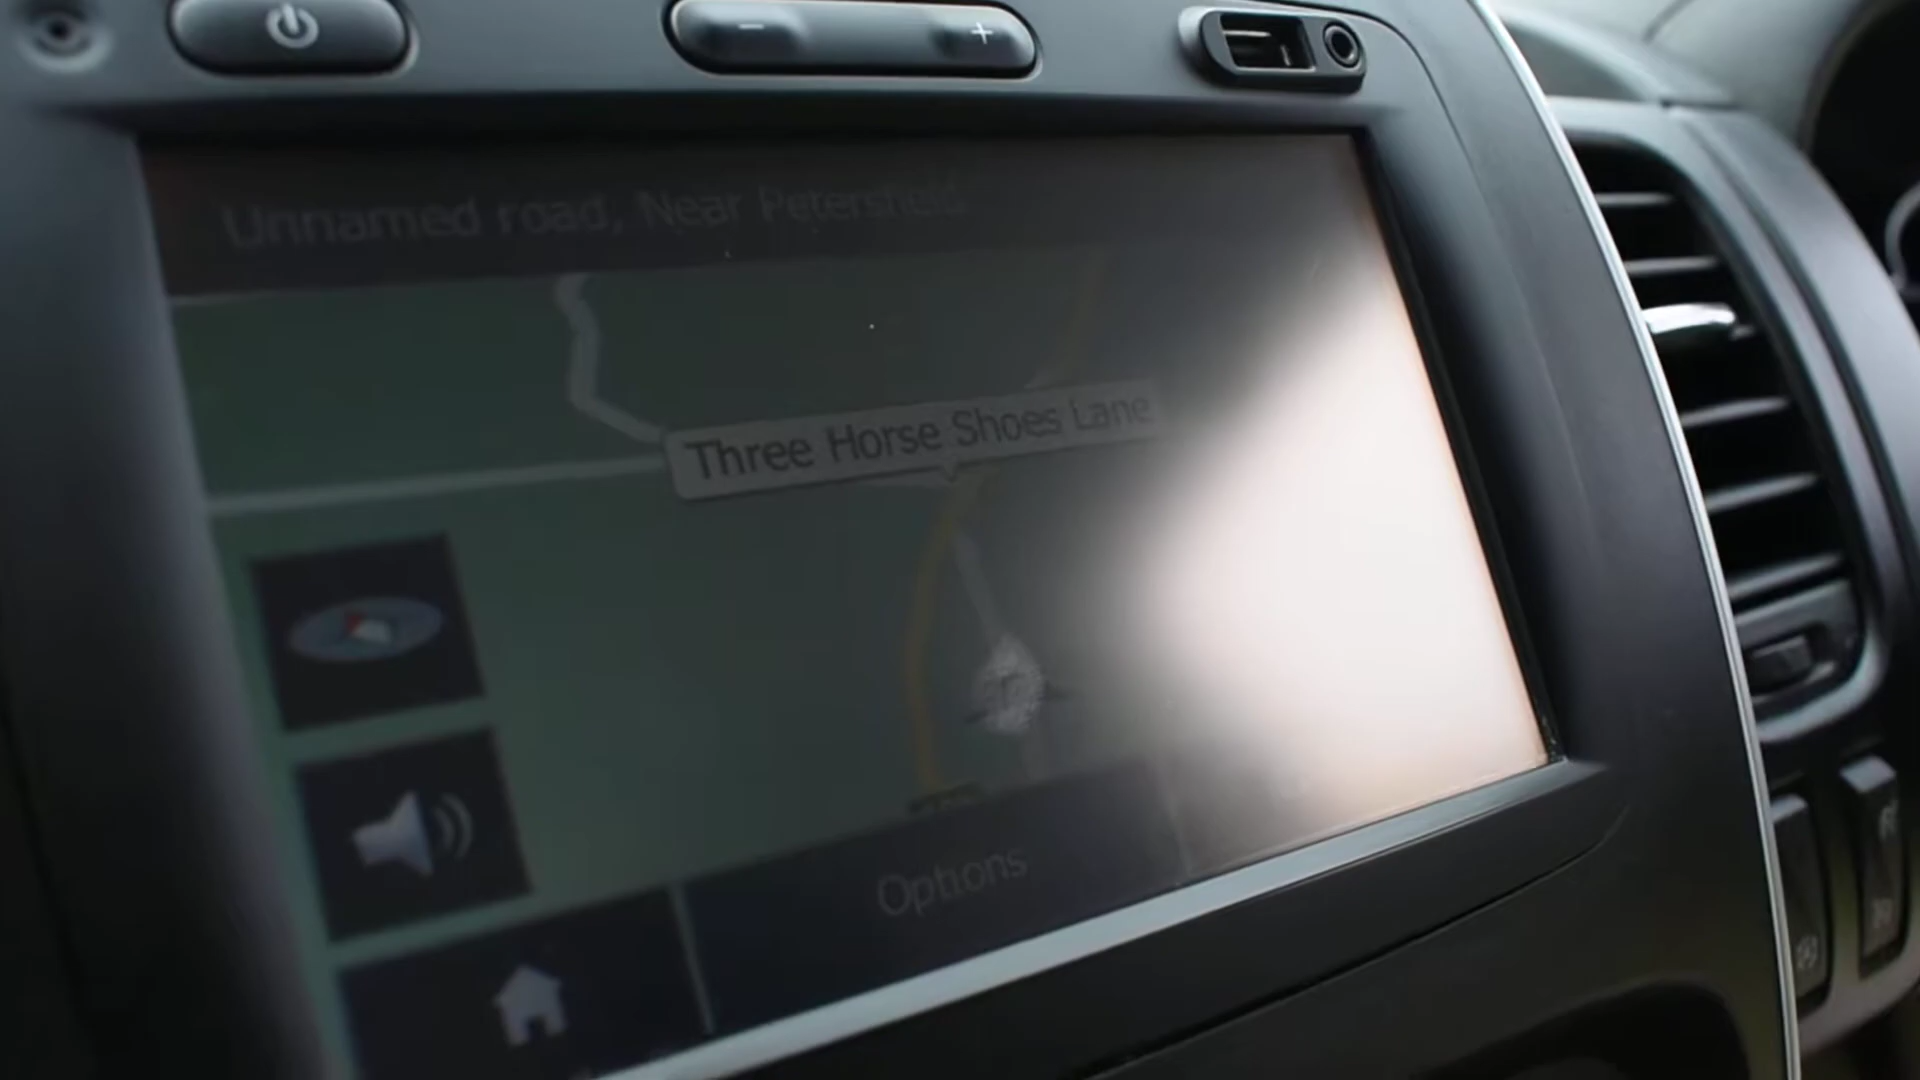 Unnamed road, Near Petersfield
Three Horse Shoes Lane
Options